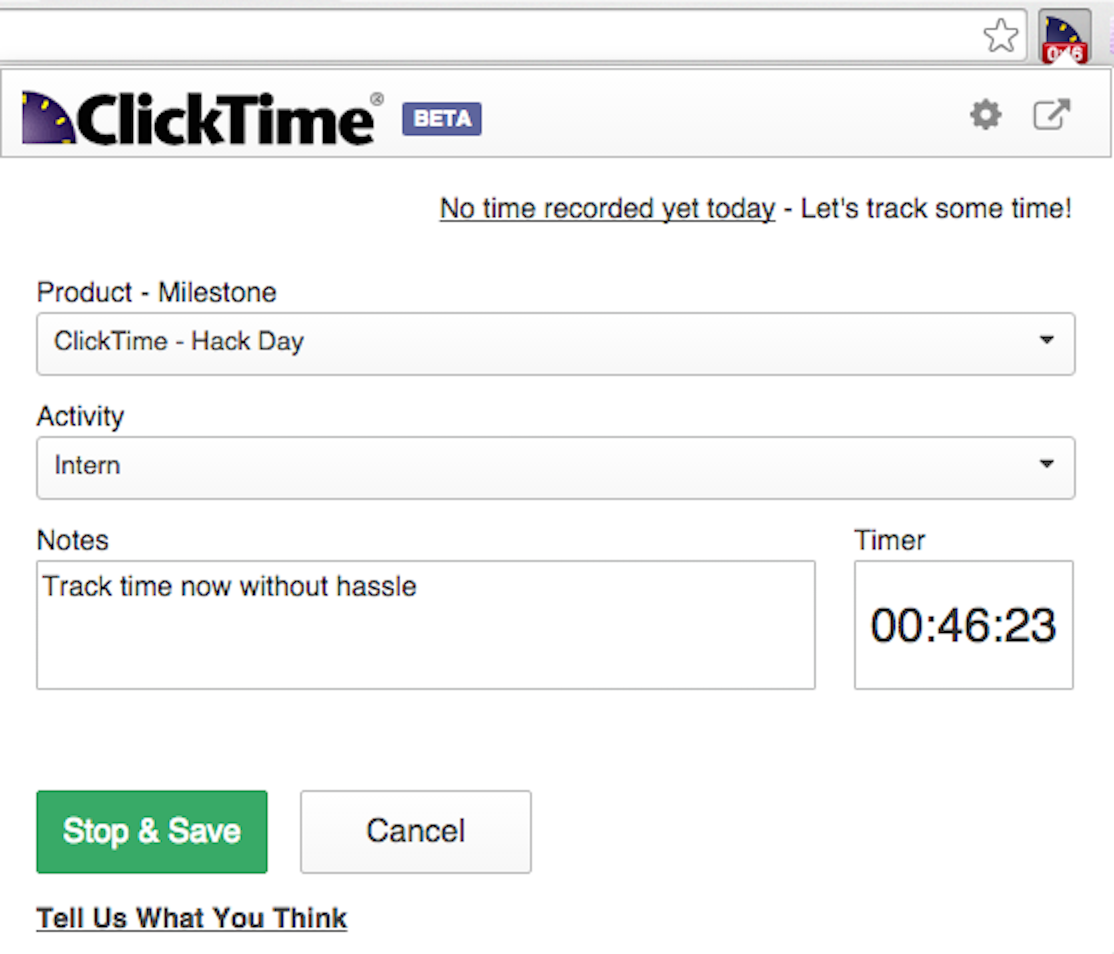 0:46
ClickTime® BETA
No time recorded yet today - Let's track some time!
Product - Milestone
ClickTime - Hack Day
Activity
Intern
Notes
Timer
Track time now without hassle
00:46:23
Stop & Save
Cancel
Tell Us What You Think